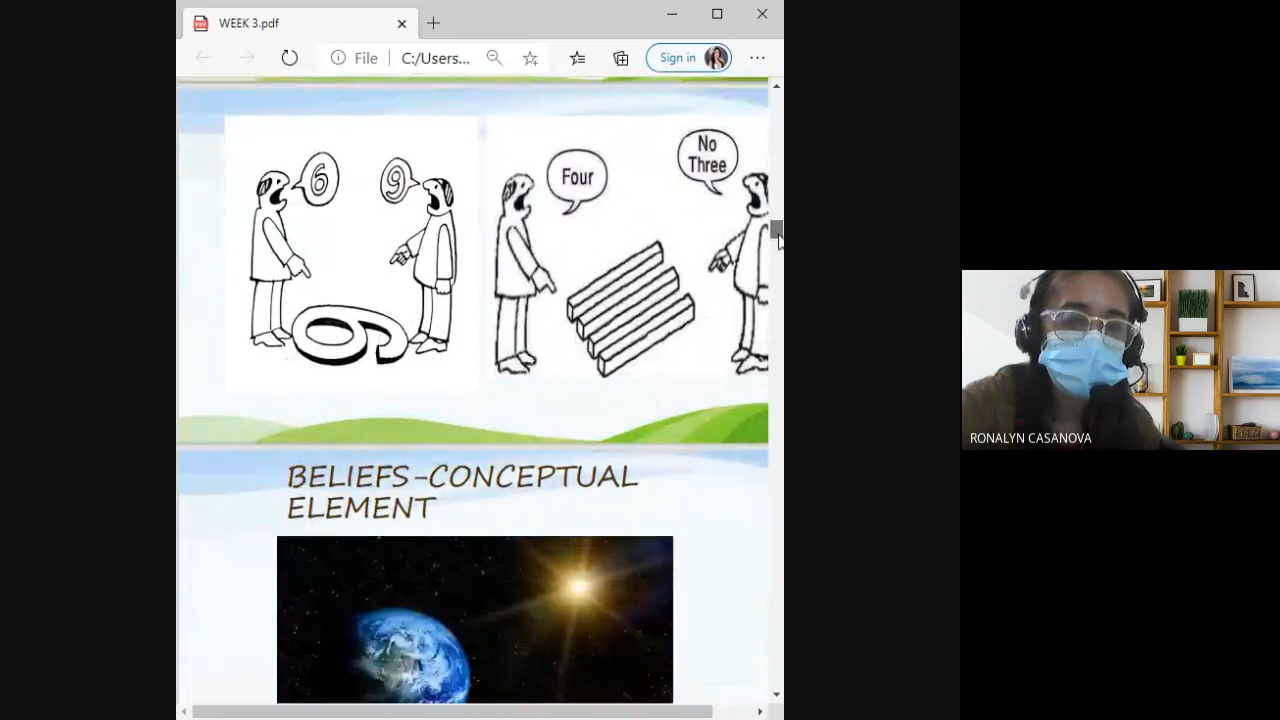 WEEK 3.pdf
File
C:/Users...
Sign in
6
9
Four
No
Three
BELIEFS-CONCEPTUAL
ELEMENT
RONALYN CASANOVA